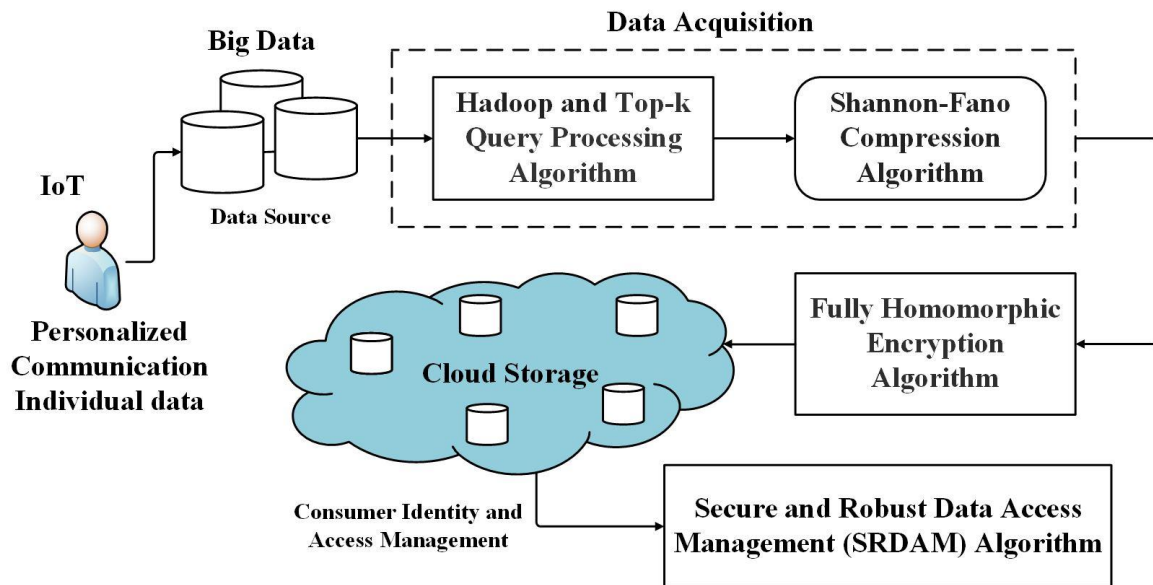 Data Acquisition
Big Data
Hadoop and Top-k
Query Processing
Algorithm
Shannon-Fano
Compression
Algorithm
IoT
Data Source
Personalized
Communication
Individual data
Cloud Storage
Fully Homomorphic
Encryption
Algorithm
Consumer Identity and
Access Management
Secure and Robust Data Access
Management (SRDAM) Algorithm